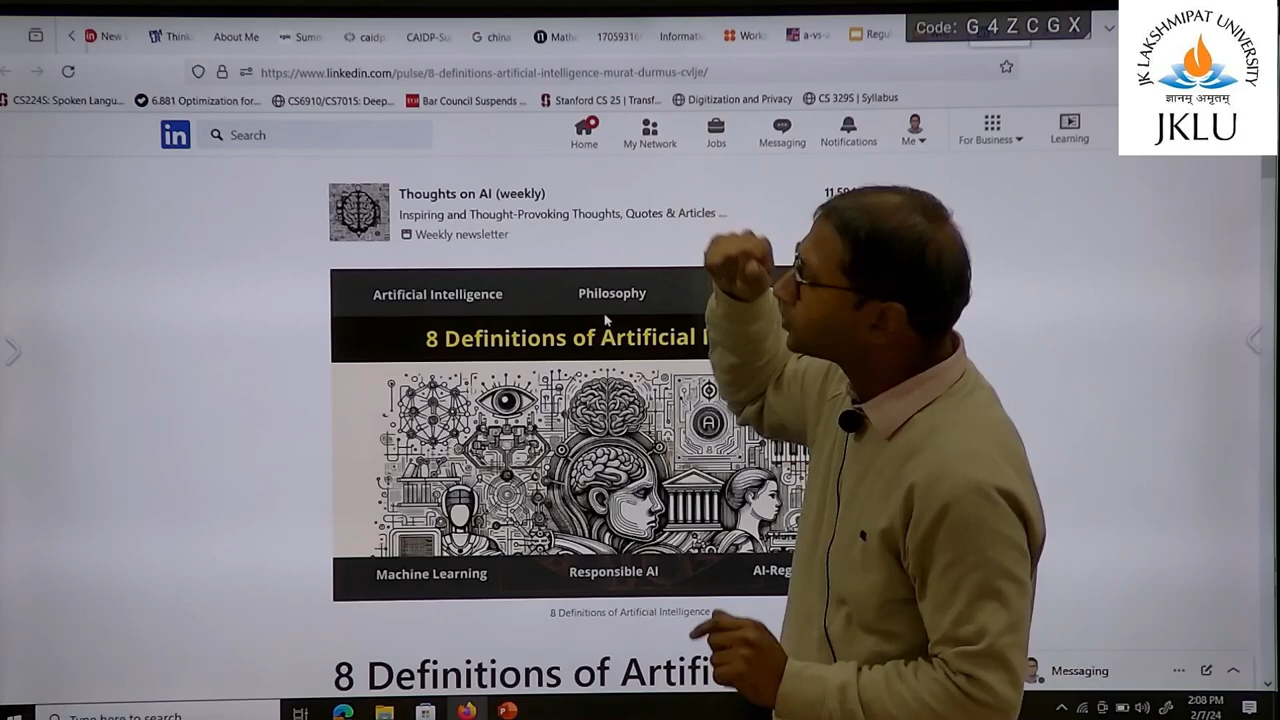 New
Think
About Me
epic
Summ
caidp
CAIDP-Su
china
Mathe
1705931
Informati
Work
a-vs-
Regu
Code: G 4 Z C G X
https://www.linkedin.com/pulse/8-definitions-artificial-intelligence-murat-durmus-cvlje/
CS224S: Spoken Langu...
6.881 Optimization for...
CS6910/CS7015: Deep...
Bar Council Suspends ...
Stanford CS 25 | Transf...
Digitization and Privacy
CS 329S | Syllabus
JK LAKSHMIPAT UNIVERSITY
ज्ञानम् अमृतम्
JKLU
in
Search
Home
My Network
Jobs
Messaging
Notifications
Me
For Business
Learning
Thoughts on AI (weekly)
Inspiring and Thought-Provoking Thoughts, Quotes & Articles ...
Weekly newsletter
Artificial Intelligence
Philosophy
8 Definitions of Artificial
Machine Learning
Responsible AI
AI-Reg
8 Definitions of Artificial Intelligence
8 Definitions of Artifi
Messaging
Type here to search
2:08 PM
2/7/24